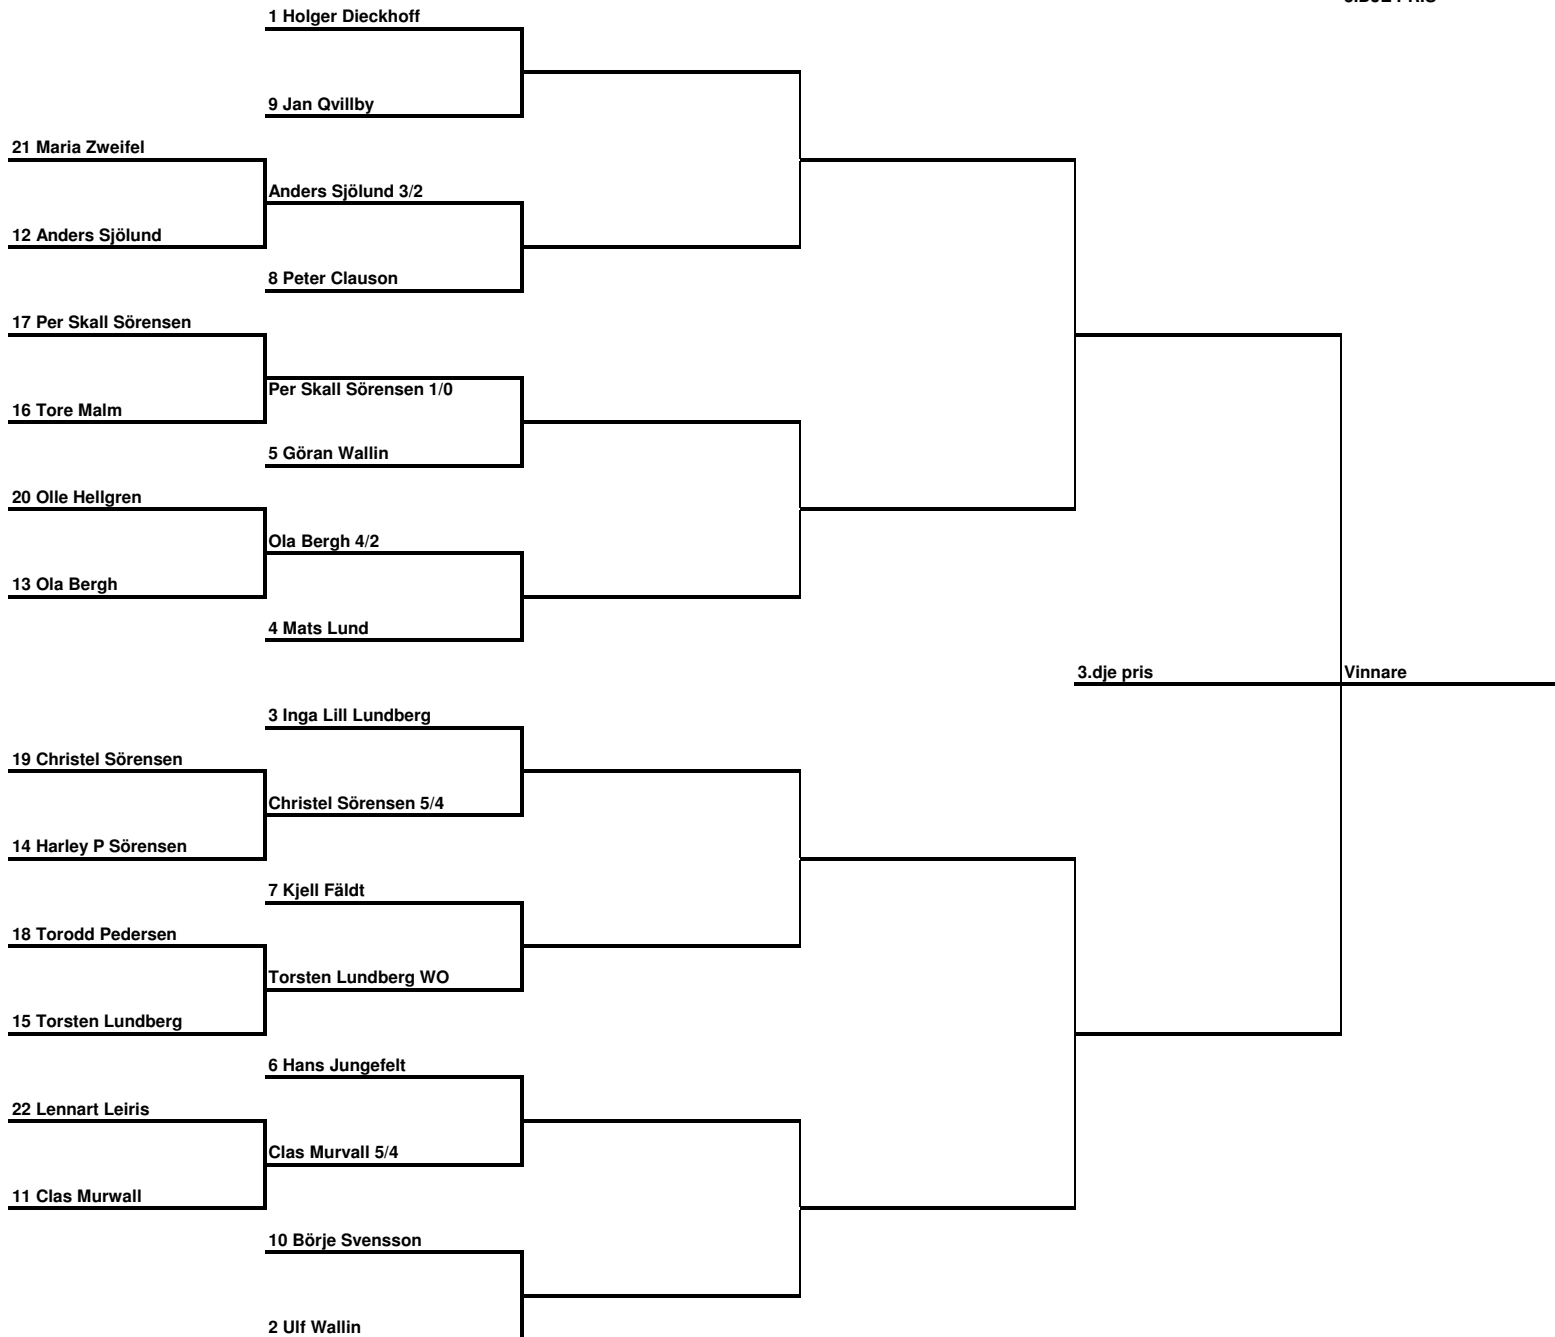 1 Holger Dieckhoff
9 Jan Qvillby
21 Maria Zweifel
Anders Sjölund 3/2
12 Anders Sjölund
8 Peter Clauson
17 Per Skall Sörensen
Per Skall Sörensen 1/0
16 Tore Malm
5 Göran Wallin
20 Olle Hellgren
Ola Bergh 4/2
13 Ola Bergh
4 Mats Lund
3.dje pris
Vinnare
3 Inga Lill Lundberg
19 Christel Sörensen
Christel Sörensen 5/4
14 Harley P Sörensen
7 Kjell Fäldt
18 Torodd Pedersen
Torsten Lundberg WO
15 Torsten Lundberg
6 Hans Jungefelt
22 Lennart Leiris
Clas Murvall 5/4
11 Clas Murwall
10 Börje Svensson
2 Ulf Wallin